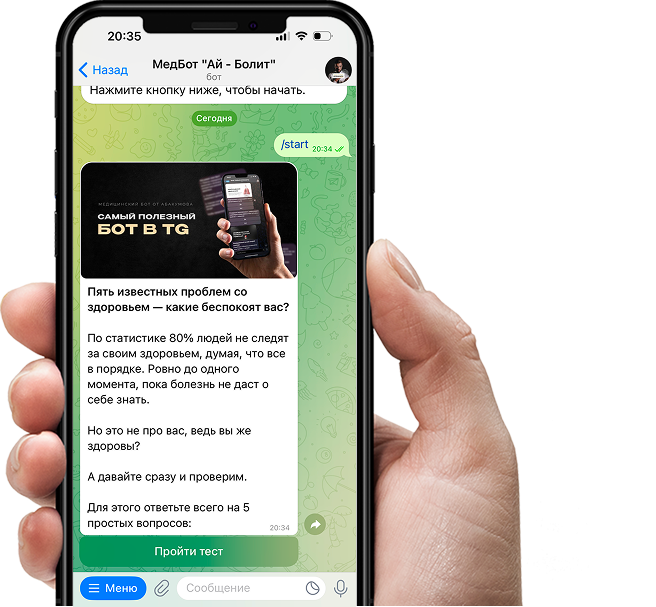 20:35
Назад
МедБот "Ай - Болит"
бот
Нажмите кнопку ниже, чтобы начать.
Сегодня
/start 20:34
МЕДИЦИНСКИЙ БОТ ОТ АБАКУМОВА
САМЫЙ ПОЛЕЗНЫЙ
БОТ В TG
Пять известных проблем со
здоровьем — какие беспокоят вас?
По статистике 80% людей не следят
за своим здоровьем, думая, что все
в порядке. Ровно до одного
момента, пока болезнь не даст о
себе знать.
Но это не про вас, ведь вы же
здоровы?
А давайте сразу и проверим.
Для этого ответьте всего на 5
простых вопросов:
20:34
Пройти тест
Меню
Сообщение